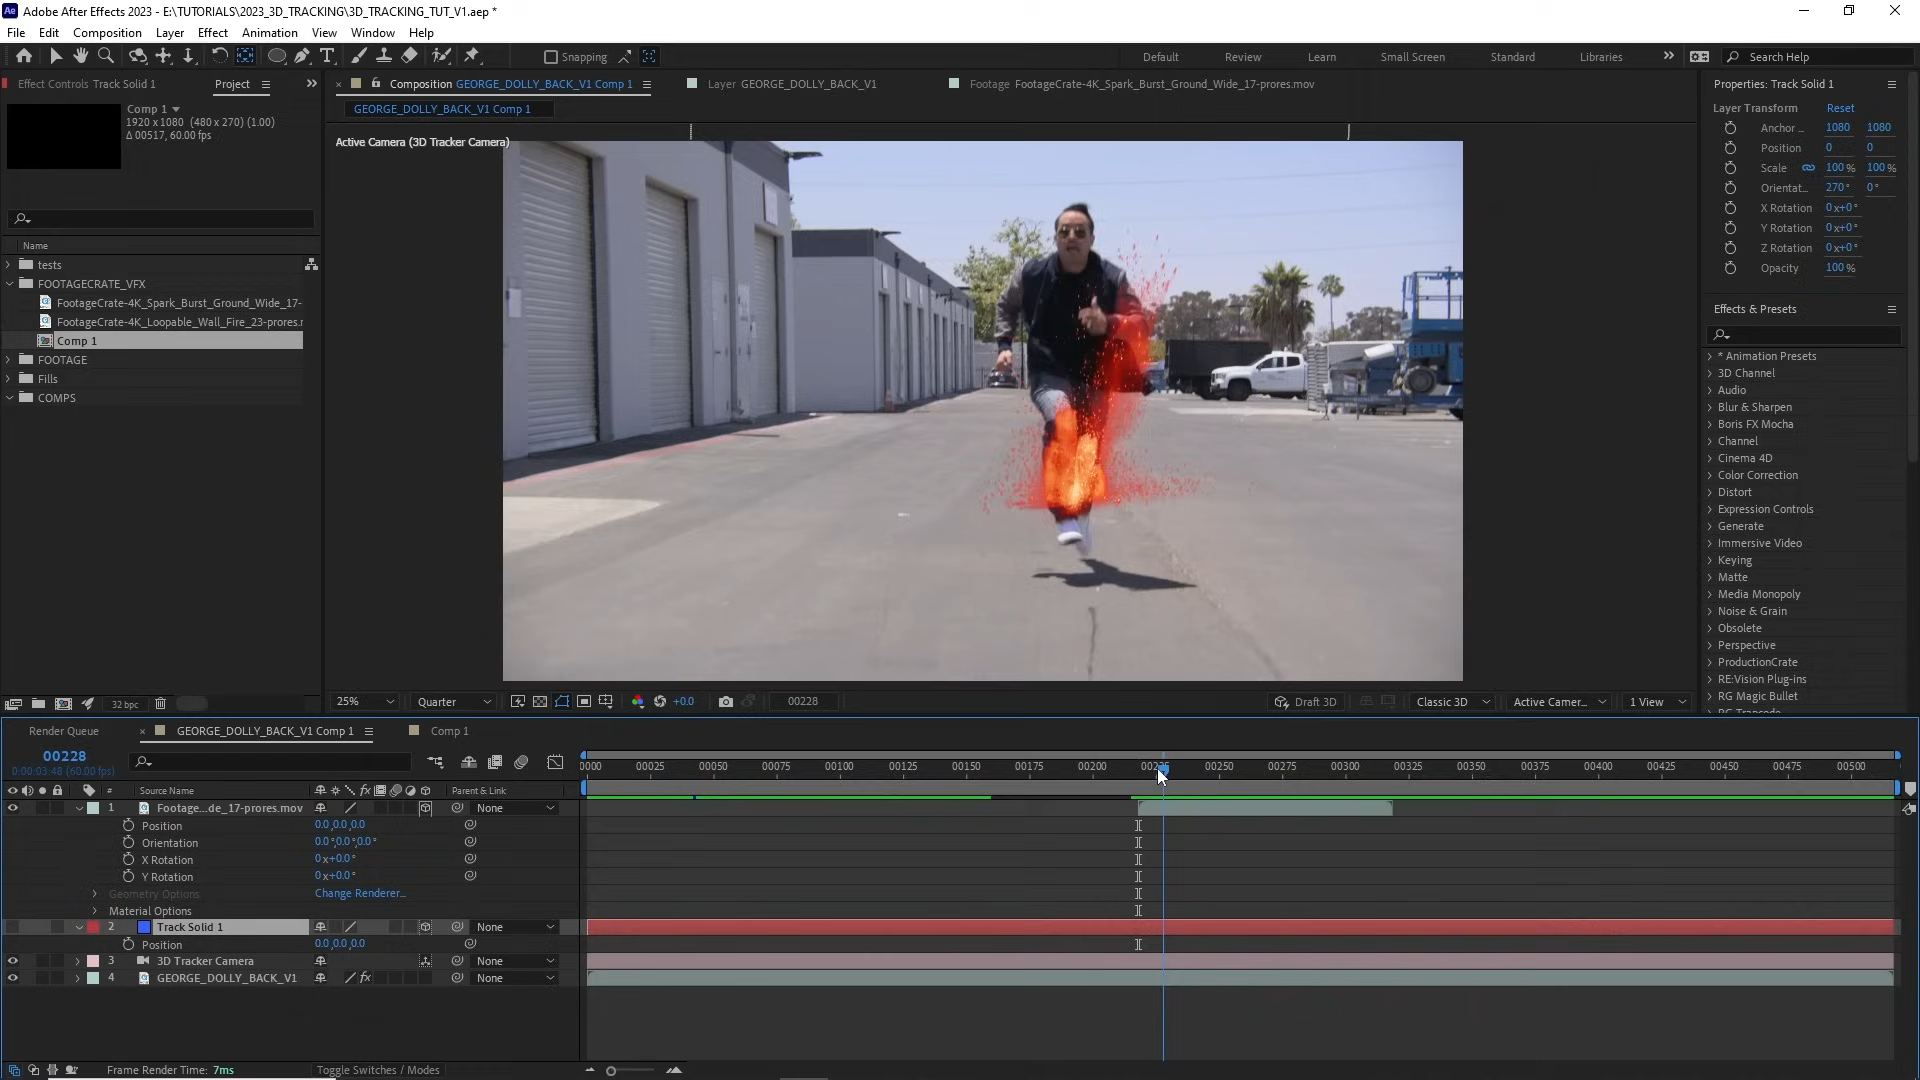 Adobe After Effects 2023 - E:\TUTORIALS\2023_3D_TRACKING\3D_TRACKING_TUT_V1.aep *
File Edit Composition Layer Effect Animation View Window Help
Snapping
Default Review Learn Small Screen Standard Libraries Search Help
Effect Controls Track Solid 1 Project
Composition GEORGE_DOLLY_BACK_V1 Comp 1 Layer GEORGE_DOLLY_BACK_V1 Footage FootageCrate-4K_Spark_Burst_Ground_Wide_17-prores.mov
GEORGE_DOLLY_BACK_V1 Comp 1
Comp 1
1920 x 1080 (480 x 270) (1.00)
Δ 00517, 60.00 fps
Name
tests
FOOTAGECRATE_VFX
FootageCrate-4K_Spark_Burst_Ground_Wide_17-
FootageCrate-4K_Loopable_Wall_Fire_23-prores.r
Comp 1
FOOTAGE
Fills
COMPS
32 bpc
Active Camera (3D Tracker Camera)
25% Quarter +0.0 00228 Draft 3D Classic 3D Active Camer... 1 View
Properties: Track Solid 1
Layer Transform Reset
Anchor ... 1080 1080
Position 0 0
Scale 100 % 100 %
Orientat... 270° 0°
X Rotation 0x+0°
Y Rotation 0x+0°
Z Rotation 0x+0°
Opacity 100 %
Effects & Presets
* Animation Presets
3D Channel
Audio
Blur & Sharpen
Boris FX Mocha
Channel
Cinema 4D
Color Correction
Distort
Expression Controls
Generate
Immersive Video
Keying
Matte
Media Monopoly
Noise & Grain
Obsolete
Perspective
ProductionCrate
RE:Vision Plug-ins
RG Magic Bullet
RG Trapcode
Render Queue GEORGE_DOLLY_BACK_V1 Comp 1 Comp 1
00228
0:00:03:48 (60.00 fps)
0000 00025 00050 00075 00100 00125 00150 00175 00200 00225 00250 00275 00300 00325 00350 00375 00400 00425 00450 00475 00500
# Source Name fx Parent & Link
1 Footage...de_17-prores.mov None
Position 0.0,0.0,0.0
Orientation 0.0°,0.0°,0.0°
X Rotation 0x+0.0°
Y Rotation 0x+0.0°
Geometry Options Change Renderer...
Material Options
2 Track Solid 1 None
Position 0.0,0.0,0.0
3 3D Tracker Camera None
4 GEORGE_DOLLY_BACK_V1 fx None
Frame Render Time: 7ms Toggle Switches / Modes